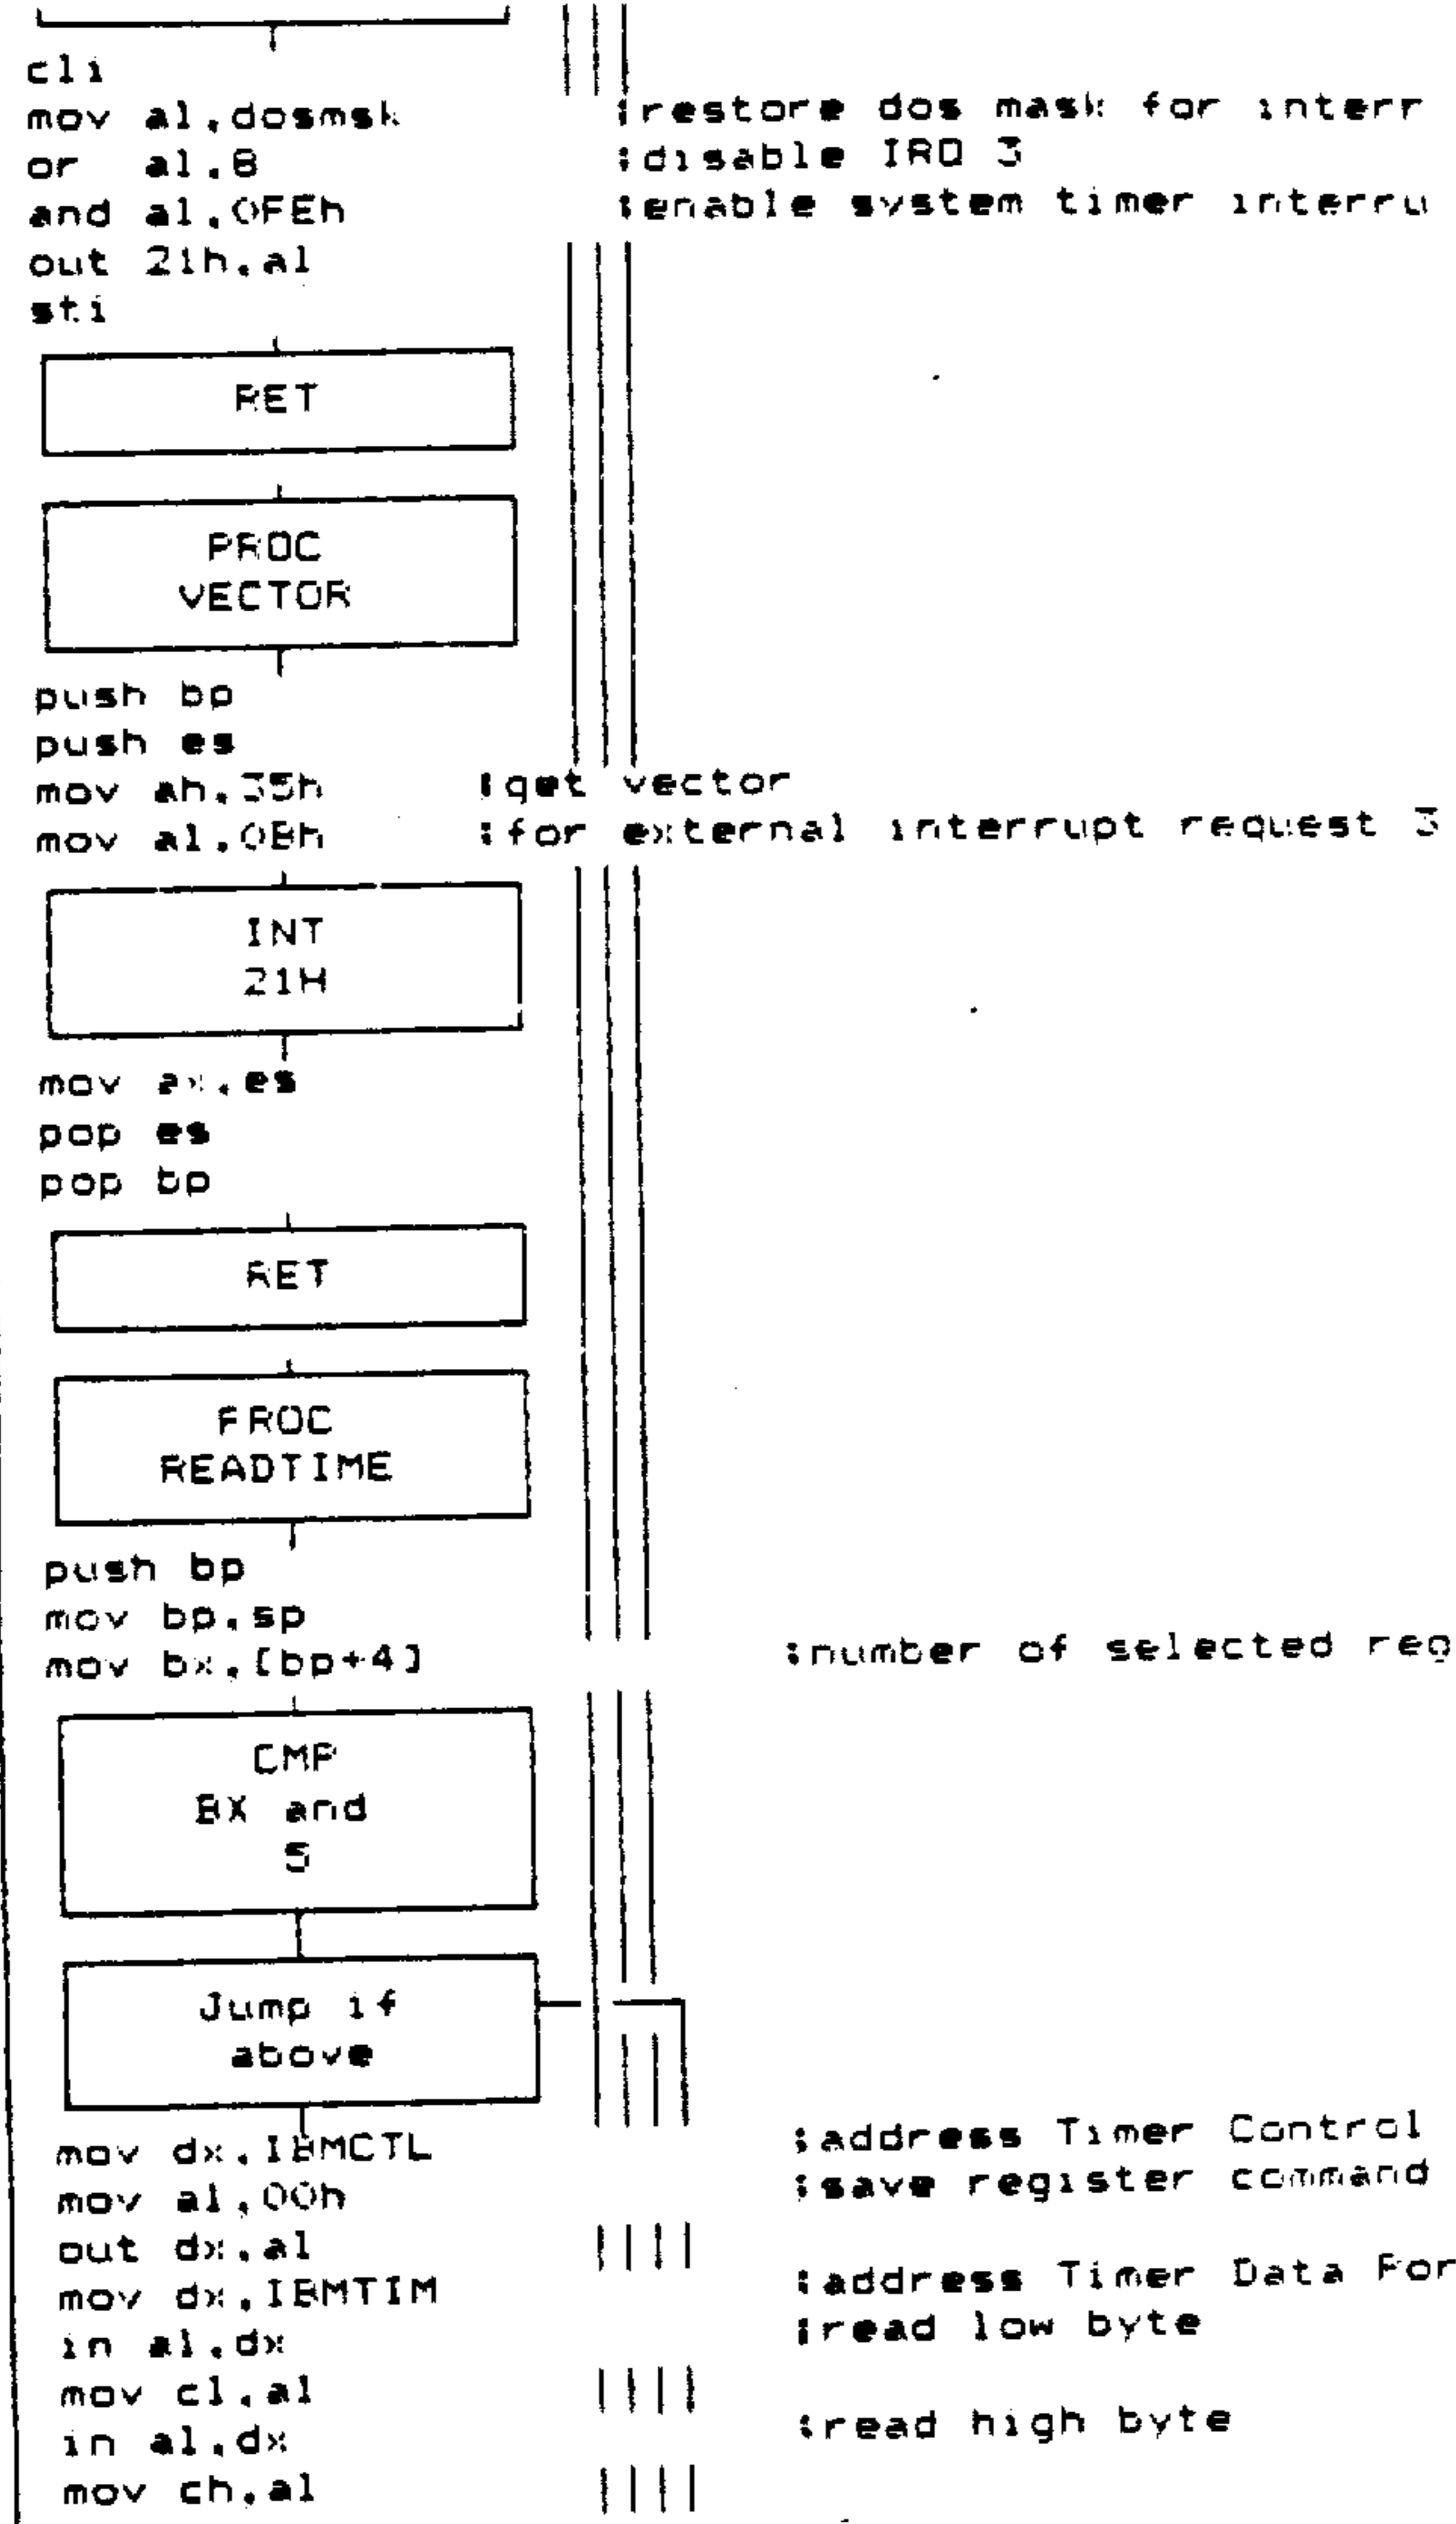 cli
mov al,dosmsk ;restore dos mask for interr
or al,8 ;disable IRQ 3
and al,0FEh ;enable system timer interru
out 21h,al
sti
RET
PROC
VECTOR
push bp
push es
mov ah,35h ;get vector
mov al,0Bh ;for external interrupt request 3
INT
21H
mov ax,es
pop es
pop bp
RET
PROC
READTIME
push bp
mov bp,sp
mov bx,[bp+4] ;number of selected reg
CMP
BX and
5
Jump if
above
mov dx,IBMCTL ;address Timer Control
mov al,00h ;save register command
out dx,al
mov dx,IBMTIM ;address Timer Data Por
in al,dx ;read low byte
mov cl,al
in al,dx ;read high byte
mov ch,al